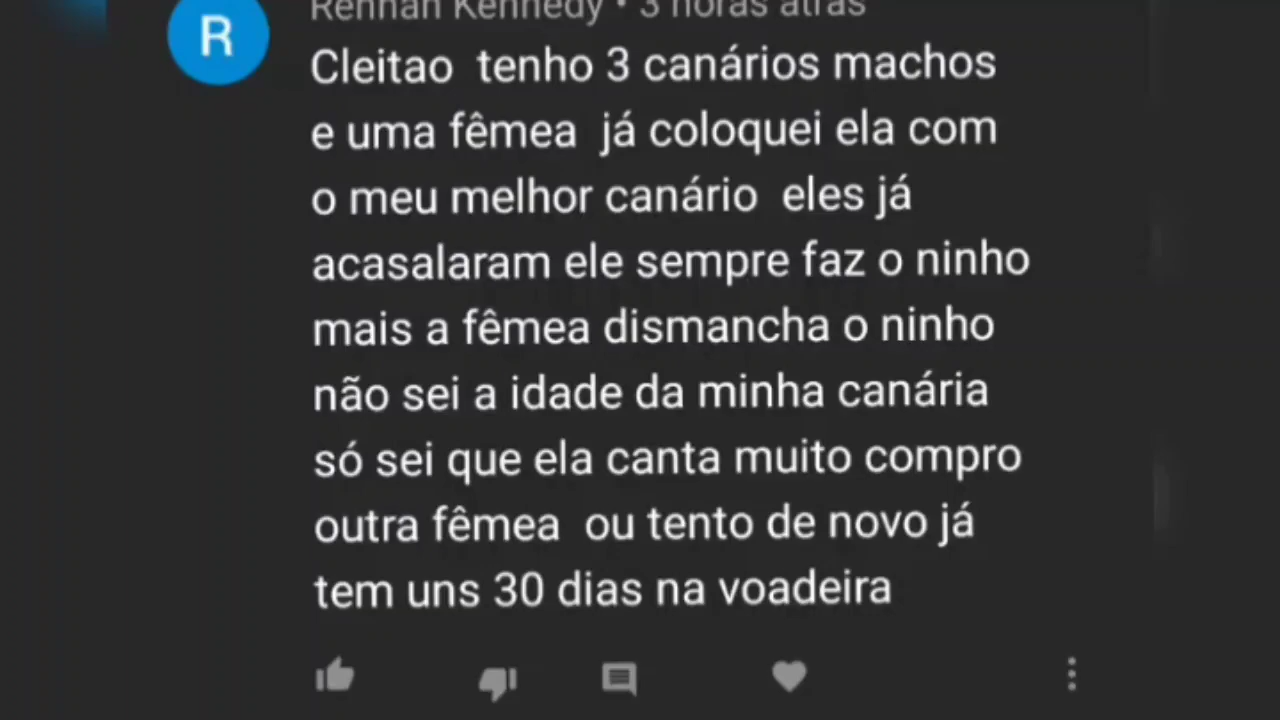 Rennan Kennedy • 3 horas atrás
R
Cleitao tenho 3 canários machos
e uma fêmea já coloquei ela com
o meu melhor canário eles já
acasalaram ele sempre faz o ninho
mais a fêmea dismancha o ninho
não sei a idade da minha canária
só sei que ela canta muito compro
outra fêmea ou tento de novo já
tem uns 30 dias na voadeira